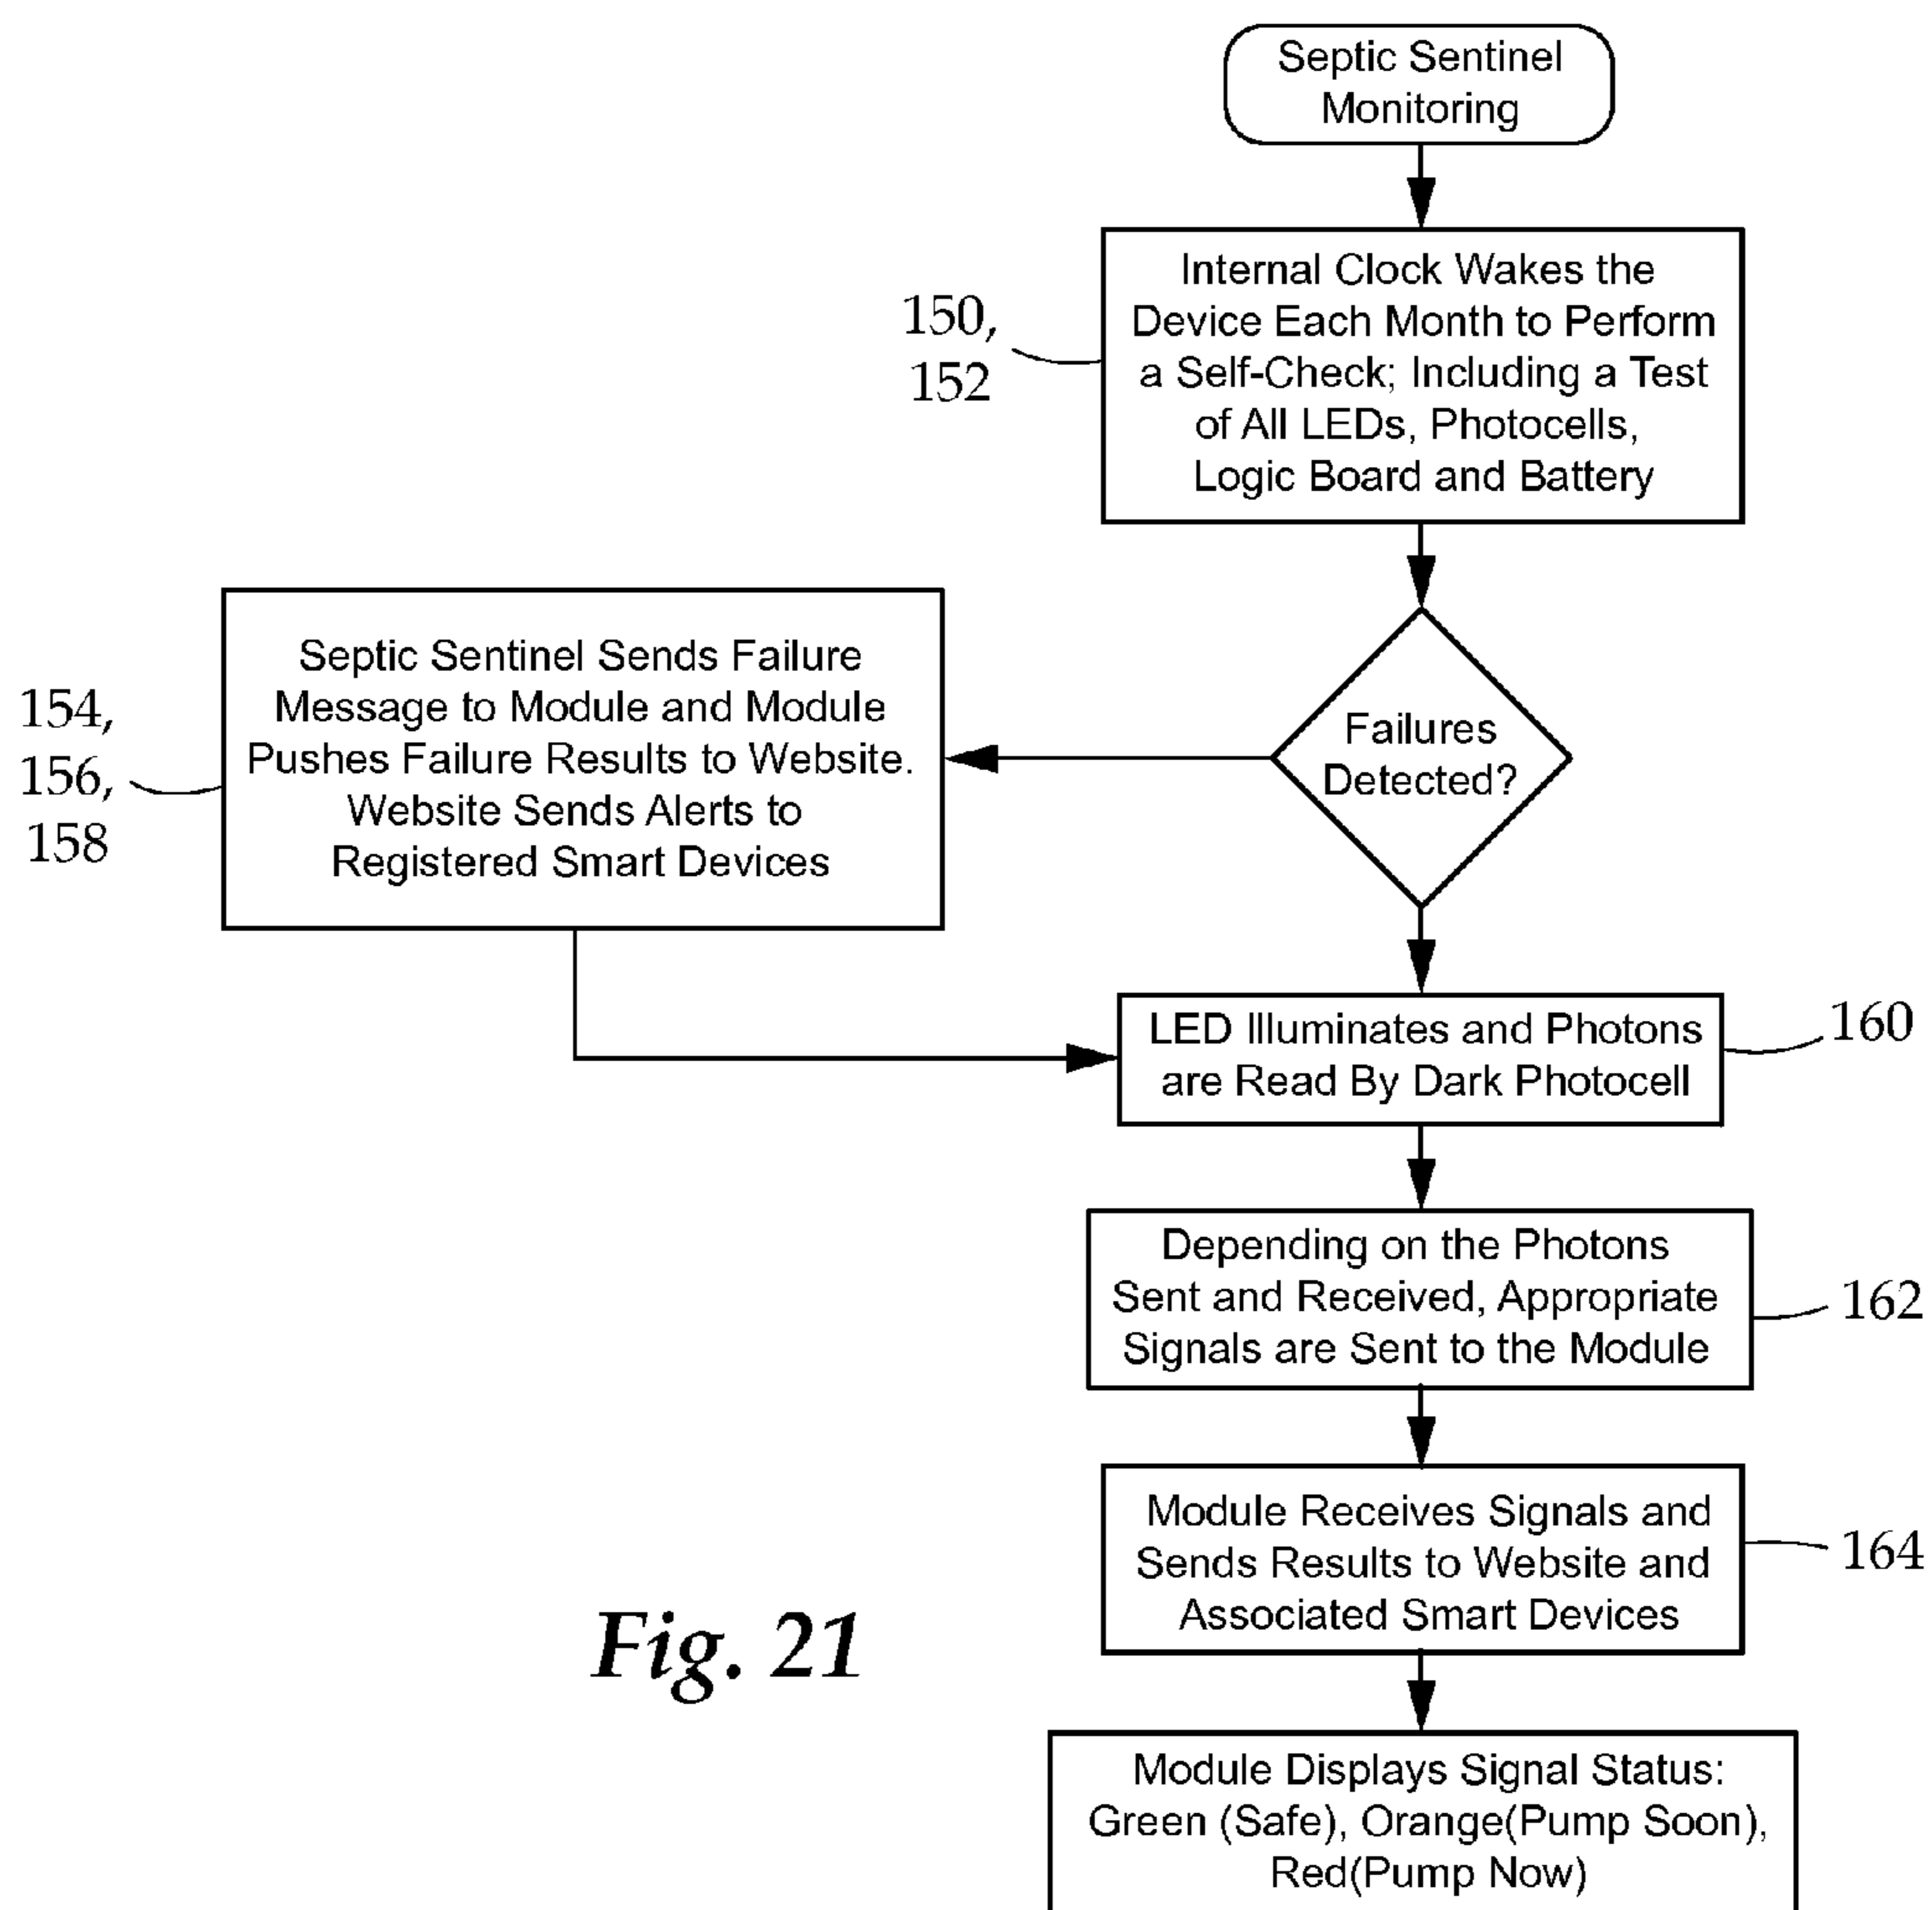 Septic Sentinel
Monitoring
150,
152
Internal Clock Wakes the
Device Each Month to Perform
a Self-Check; Including a Test
of All LEDs, Photocells,
Logic Board and Battery
154,
156,
158
Septic Sentinel Sends Failure
Message to Module and Module
Pushes Failure Results to Website.
Website Sends Alerts to
Registered Smart Devices
Failures
Detected?
LED Illuminates and Photons
are Read By Dark Photocell
160
Depending on the Photons
Sent and Received, Appropriate
Signals are Sent to the Module
162
Module Receives Signals and
Sends Results to Website and
Associated Smart Devices
164
Fig. 21
Module Displays Signal Status:
Green (Safe), Orange(Pump Soon),
Red(Pump Now)